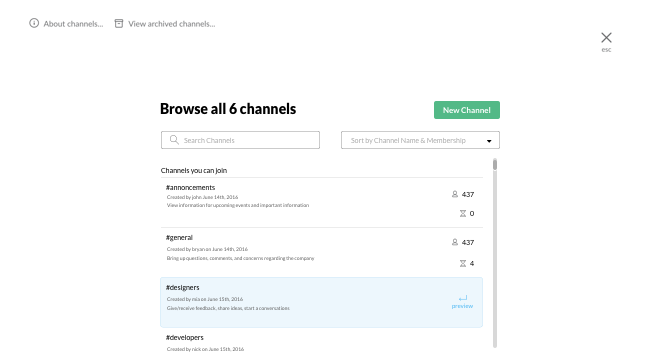 About channels...
View archived channels...
esc
Browse all 6 channels
New Channel
Search Channels
Sort by Channel Name & Membership
Channels you can join
#annoncements
Created by john June 14th, 2016
View information for upcoming events and important information
437
0
#general
Created by bryan on June 14th, 2016
Bring up questions, comments, and concerns regarding the company
437
4
#designers
Created by mia on June 15th, 2016
Give/receive feedback, share ideas, start a conversations
preview
#developers
Created by nick on June 15th, 2016